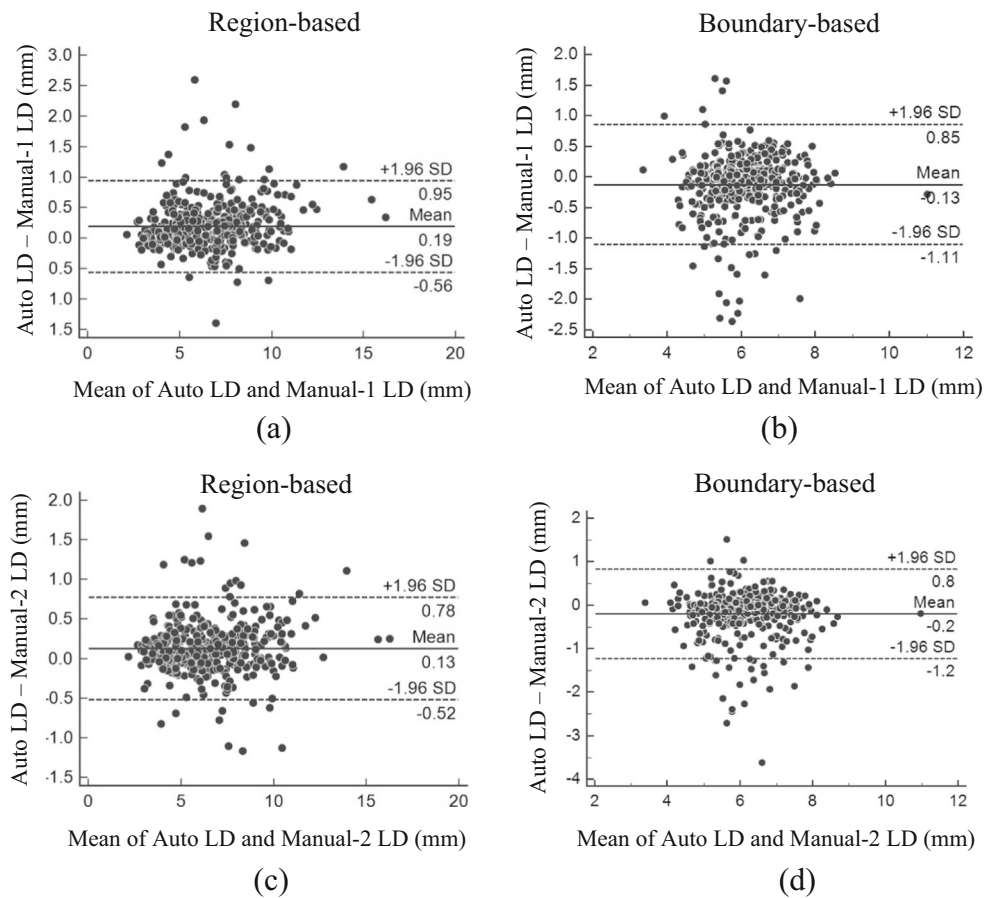 Region-based
Auto LD – Manual-1 LD (mm)
3.0
2.5
2.0
1.5
1.0
0.5
0.0
0.5
1.0
1.5
+1.96 SD
0.95
Mean
0.19
-1.96 SD
-0.56
0 5 10 15 20
Mean of Auto LD and Manual-1 LD (mm)
(a)
Boundary-based
Auto LD – Manual-1 LD (mm)
2.0
1.5
1.0
0.5
0.0
-0.5
-1.0
-1.5
-2.0
-2.5
+1.96 SD
0.85
Mean
-0.13
-1.96 SD
-1.11
2 4 6 8 10 12
Mean of Auto LD and Manual-1 LD (mm)
(b)
Region-based
Auto LD – Manual-2 LD (mm)
2.0
1.5
1.0
0.5
0.0
-0.5
-1.0
-1.5
+1.96 SD
0.78
Mean
0.13
-1.96 SD
-0.52
0 5 10 15 20
Mean of Auto LD and Manual-2 LD (mm)
(c)
Boundary-based
Auto LD – Manual-2 LD (mm)
2
1
0
-1
-2
-3
-4
+1.96 SD
0.8
Mean
-0.2
-1.96 SD
-1.2
2 4 6 8 10 12
Mean of Auto LD and Manual-2 LD (mm)
(d)